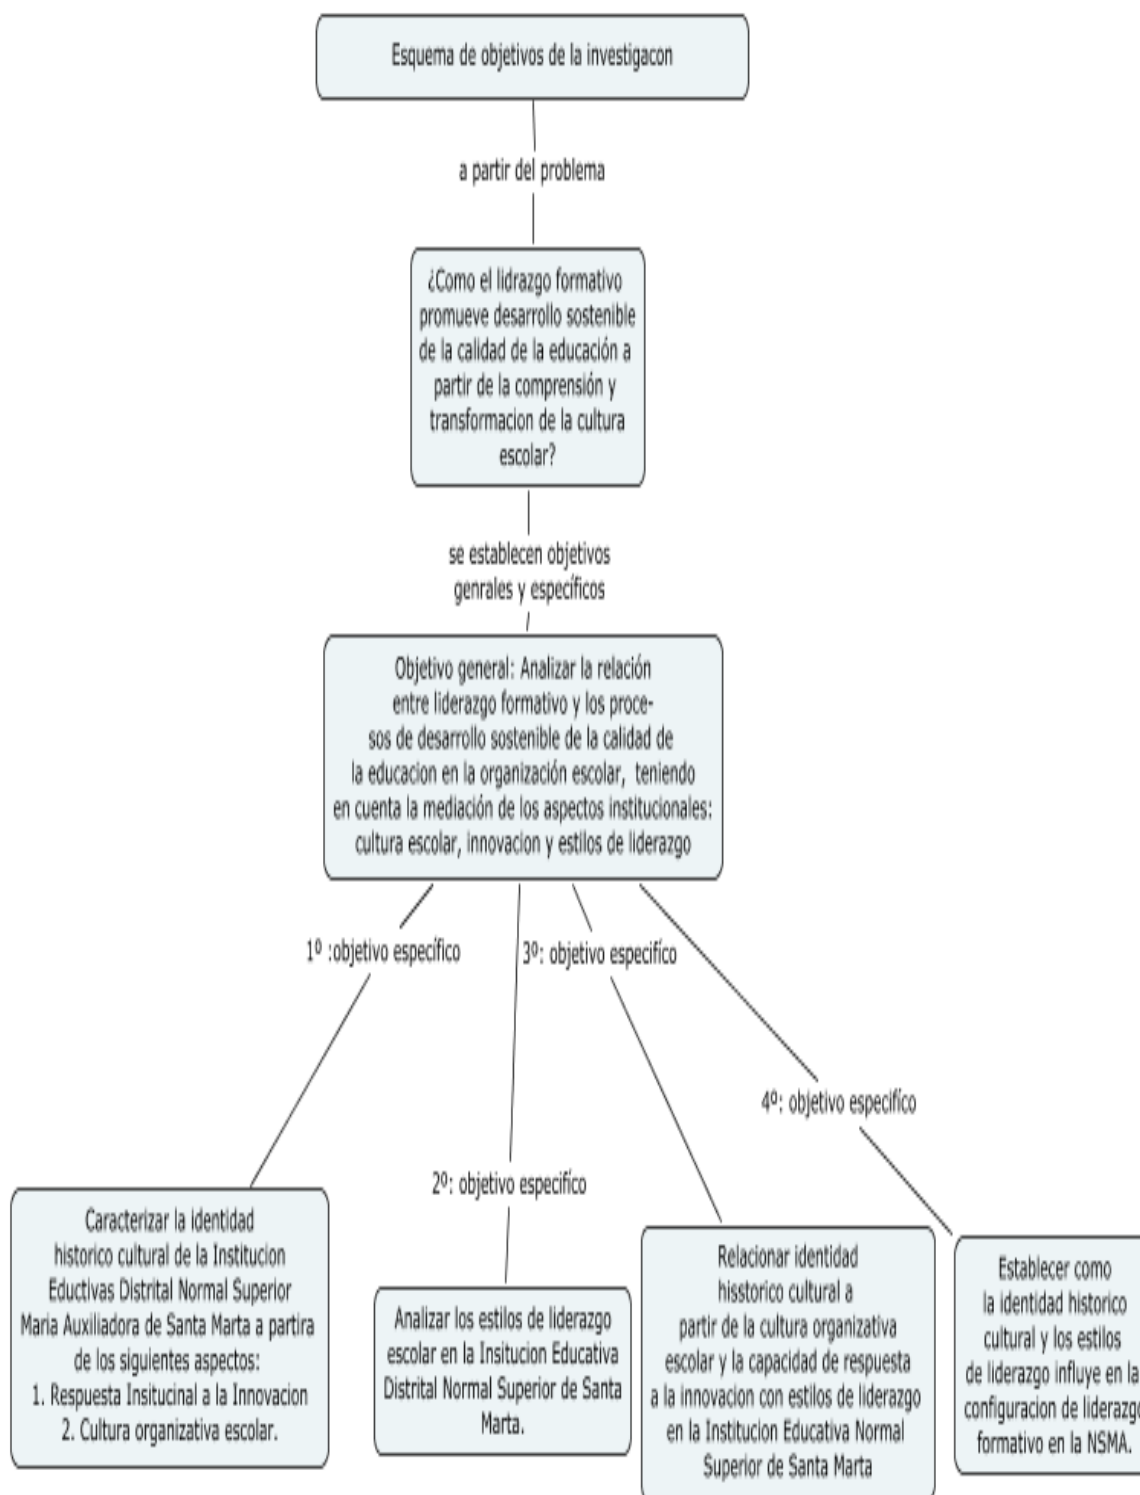 Esquema de objetivos de la investigacon
a partir del problema
¿Como el lidrazgo formativo
promueve desarrollo sostenible
de la calidad de la educación a
partir de la comprensión y
transformacion de la cultura
escolar?
se establecen objetivos
genrales y específicos
Objetivo general: Analizar la relación
entre liderazgo formativo y los proce-
sos de desarrollo sostenible de la calidad de
la educacion en la organización escolar, teniendo
en cuenta la mediación de los aspectos institucionales:
cultura escolar, innovacion y estilos de liderazgo
1º :objetivo específico
3º: objetivo especifíco
4º: objetivo especifíco
2º: objetivo especifíco
Caracterizar la identidad
historico cultural de la Institucion
Eductivas Distrital Normal Superior
Maria Auxiliadora de Santa Marta a partira
de los siguientes aspectos:
1. Respuesta Insitucinal a la Innovacion
2. Cultura organizativa escolar.
Analizar los estilos de liderazgo
escolar en la Insitucion Educativa
Distrital Normal Superior de Santa
Marta.
Relacionar identidad
hisstorico cultural a
partir de la cultura organizativa
escolar y la capacidad de respuesta
a la innovacion con estilos de liderazgo
en la Institucion Educativa Normal
Superior de Santa Marta
Establecer como
la identidad historico
cultural y los estilos
de liderazgo influye en la
configuracion de liderazgo
formativo en la NSMA.